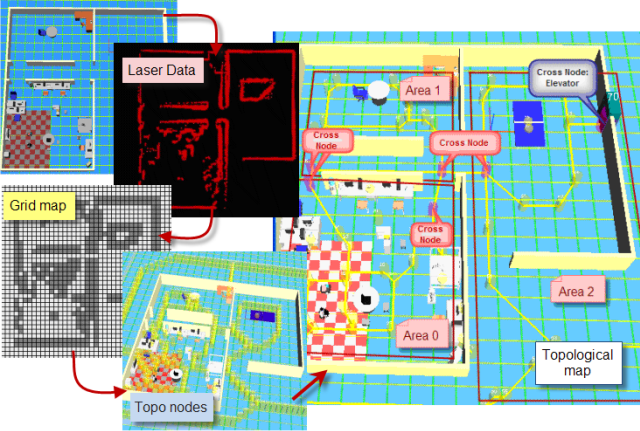 Laser Data
Area 1
Cross Node:
Elevator
Cross
Node
Cross Node
Grid map
Cross
Node
Area 2
Area 0
Topological
map
Topo nodes